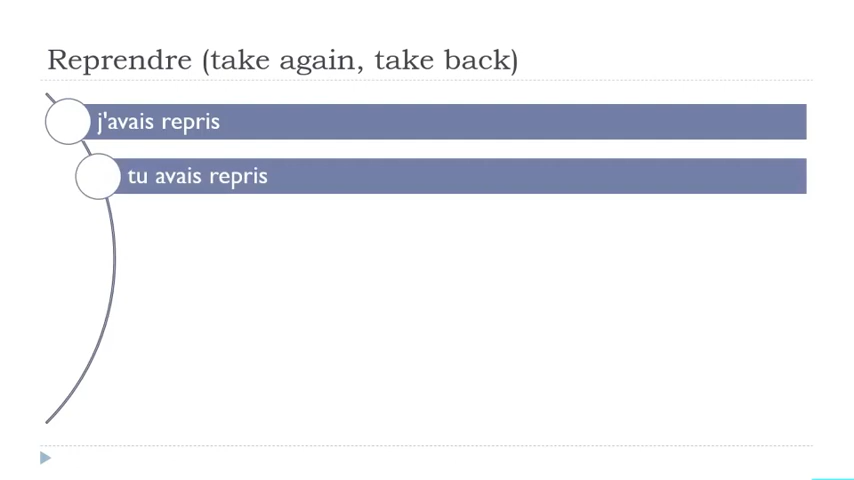 Reprendre (take again, take back)
j'avais repris
tu avais repris